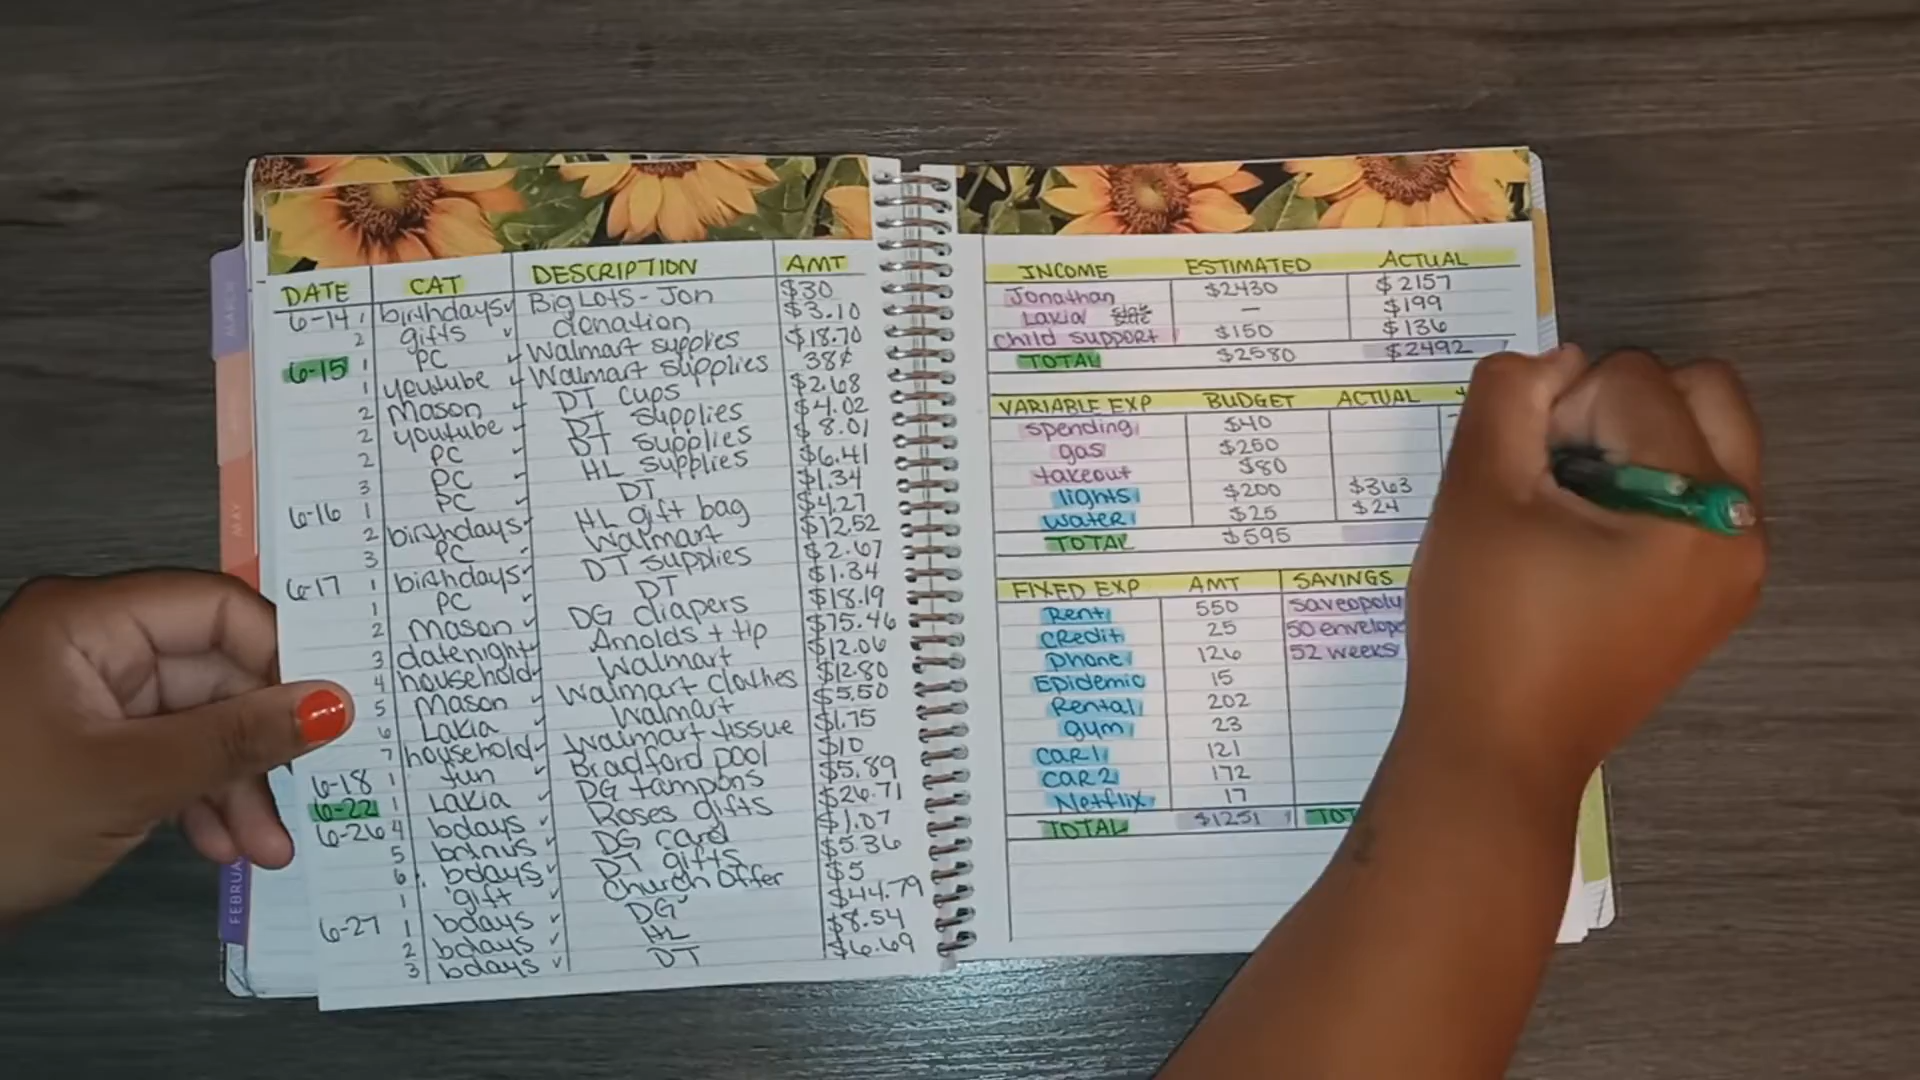 DATE CAT DESCRIPTION AMT
6-14 1 birthdays ✓ Big Lots - Jon $30
2 gifts ✓ donation $3.10
6-15 1 PC ✓ Walmart supplies $18.70
1 youtube ✓ Walmart supplies 38¢
2 Mason ✓ DT cups $2.68
2 youtube ✓ DT supplies $4.02
2 PC ✓ DT supplies $8.01
3 PC ✓ HL supplies $6.41
6-16 1 PC ✓ DT $1.34
2 birthdays ✓ HL gift bag $4.27
3 PC ✓ Walmart $12.52
6-17 1 birthdays ✓ DT supplies $2.67
1 PC ✓ DT $1.34
2 Mason ✓ DG diapers $18.19
3 datenight ✓ Arnolds + tip $75.46
4 household ✓ Walmart $12.06
5 Mason ✓ Walmart clothes $12.80
6 Lakia ✓ Walmart $5.50
7 household ✓ Walmart tissue $1.75
6-18 1 fun ✓ Bradford pool $10
6-22 1 Lakia ✓ DG tampons $5.89
6-26 4 bdays ✓ Roses gifts $26.71
5 ✓ DG card $1.07
6 bdays ✓ DT gifts $5.36
1 gift ✓ Church offer $5
6-27 1 bdays ✓ DG $44.79
2 bdays ✓ HL $8.54
3 bdays ✓ DT $6.69
INCOME ESTIMATED ACTUAL
Jonathan $2430 $2157
Lakia — $199
Child support $150 $136
TOTAL $2580 $2492
VARIABLE EXP BUDGET ACTUAL
spending $40
gas $250
takeout $80
lights $200 $363
water $25 $24
TOTAL $595
FIXED EXP AMT SAVINGS
Rent 550 saveopoly
CRedit 25 50 envelope
phone 126 52 weeks
Epidemic 15
Rental 202
gym 23
CAR 1 121
CAR 2 172
Netflix 17
TOTAL $1251 TOT
MAY
FEBRUA